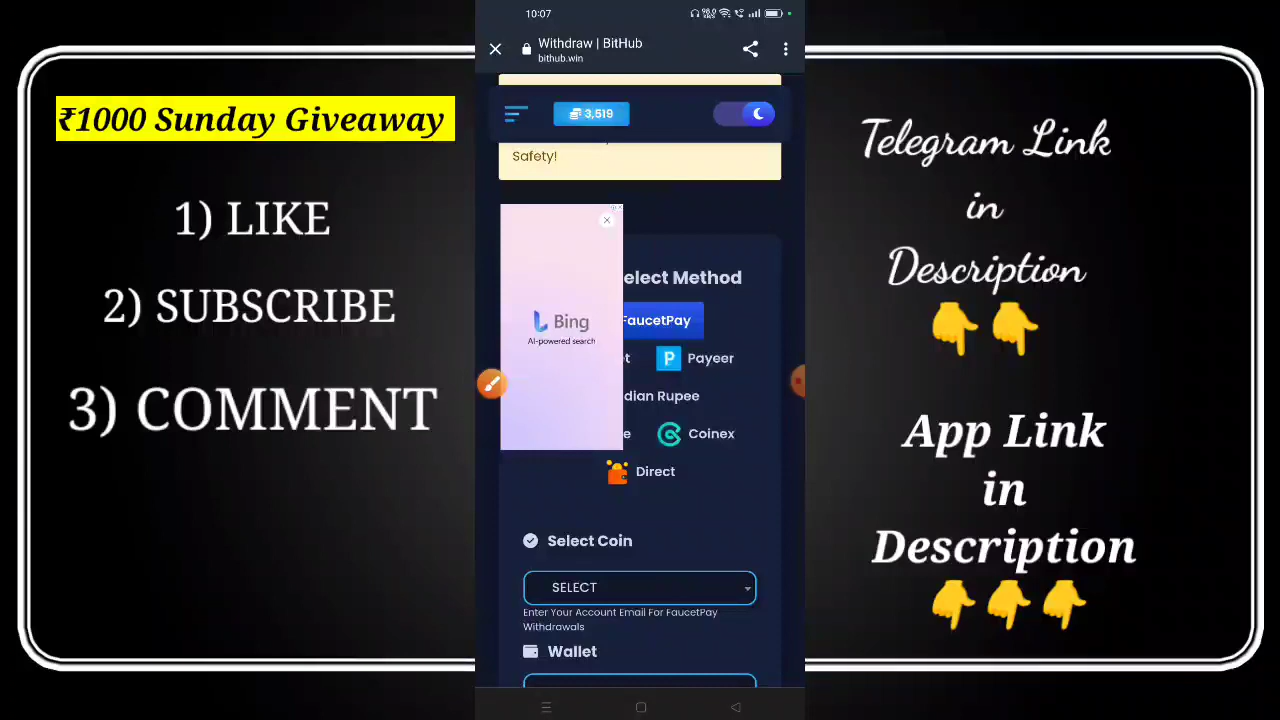 ₹1000 Sunday Giveaway
1) LIKE
2) SUBSCRIBE
3) COMMENT
10:07
Withdraw | BitHub
bithub.win
3,519
Safety!
Bing
AI-powered search
elect Method
FaucetPay
et
Payeer
dian Rupee
e
Coinex
Direct
Select Coin
SELECT
Enter Your Account Email For FaucetPay
Withdrawals
Wallet
Telegram Link
in
Description
👇👇
App Link
in
Description
👇👇👇